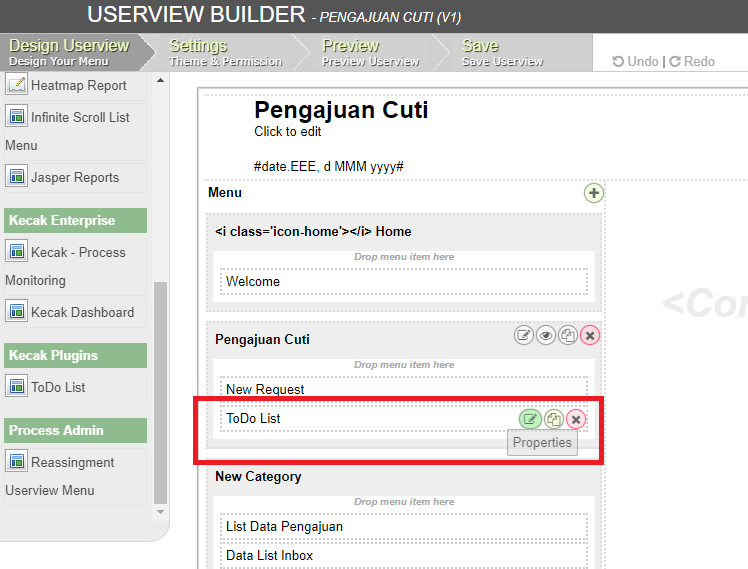 USERVIEW BUILDER - PENGAJUAN CUTI (V1)
Design Userview
Design Your Menu
Settings
Theme & Permission
Preview
Preview Userview
Save
Save Userview
Undo | Redo
Heatmap Report
Infinite Scroll List
Menu
Jasper Reports
Kecak Enterprise
Kecak - Process
Monitoring
Kecak Dashboard
Kecak Plugins
ToDo List
Process Admin
Reassingment
Userview Menu
Pengajuan Cuti
Click to edit
#date.EEE, d MMM yyyy#
Menu
<i class='icon-home'></i> Home
Drop menu item here
Welcome
Pengajuan Cuti
Drop menu item here
New Request
ToDo List
Properties
New Category
Drop menu item here
List Data Pengajuan
Data List Inbox